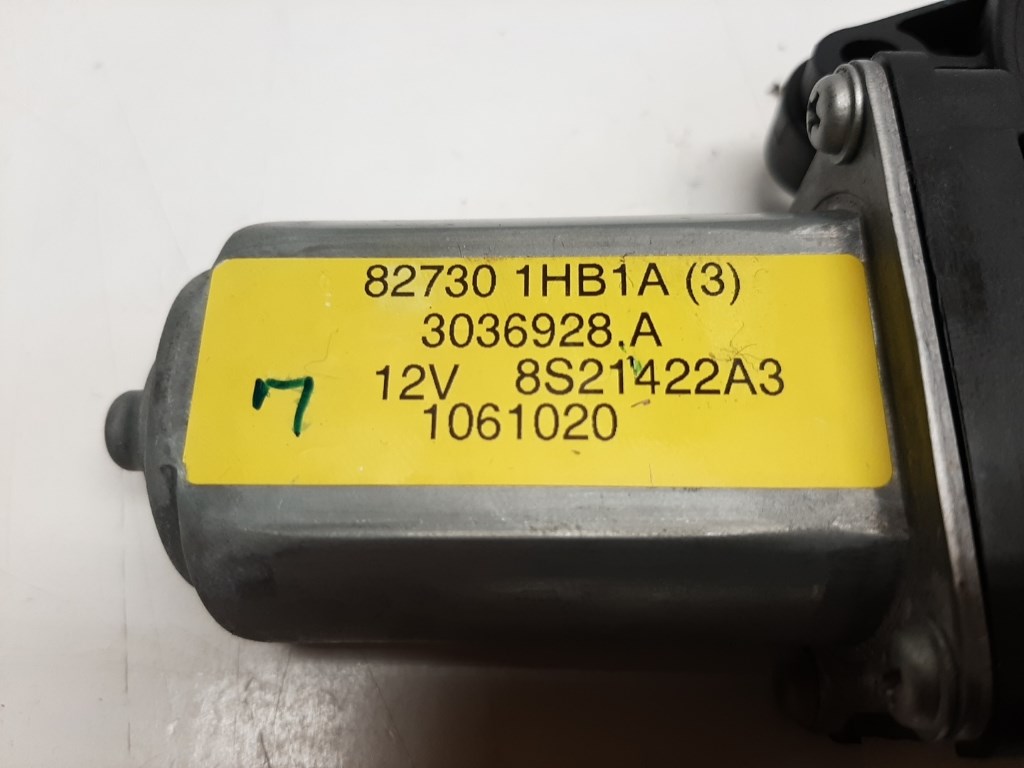 82730 1HB1A (3)
3036928.A
12V 8S21422A3
1061020
7